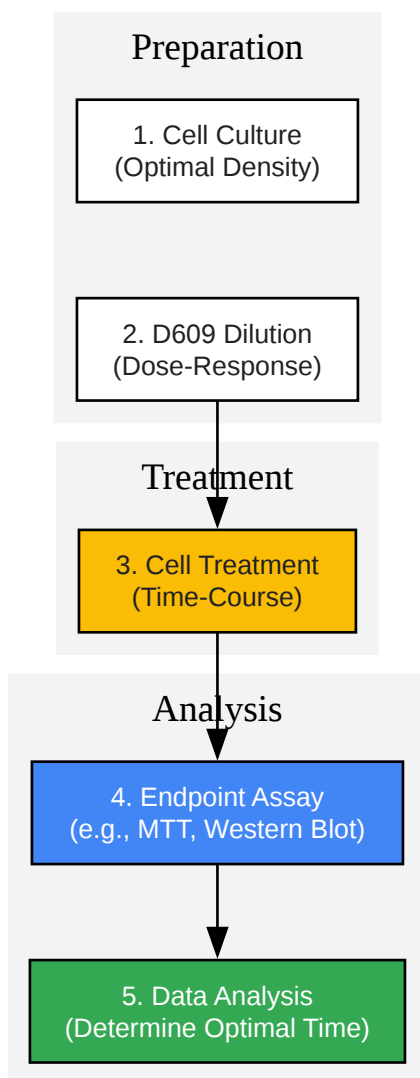 Preparation
1. Cell Culture
(Optimal Density)
2. D609 Dilution
(Dose-Response)
Treatment
3. Cell Treatment
(Time-Course)
Analysis
4. Endpoint Assay
(e.g., MTT, Western Blot)
5. Data Analysis
(Determine Optimal Time)